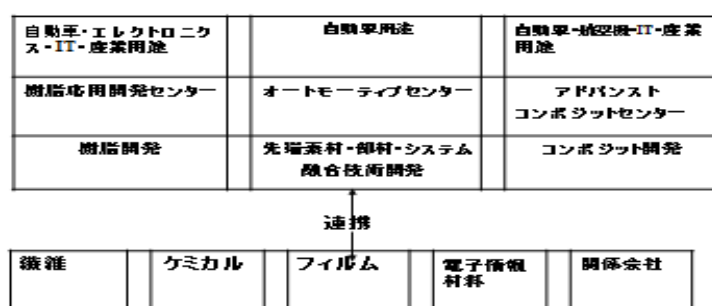 自動車・エレクトロニク
ス・IT・産業用途
自動車用途
自動車・航空機・IT・産業
用途
樹脂応用開発センター
オートモーティブセンター
アドバンスト
コンポジットセンター
樹脂開発
先端素材・部材・システム
融合技術開発
コンポジット開発
連携
繊維
ケミカル
フィルム
電子情報
材料
関係会社